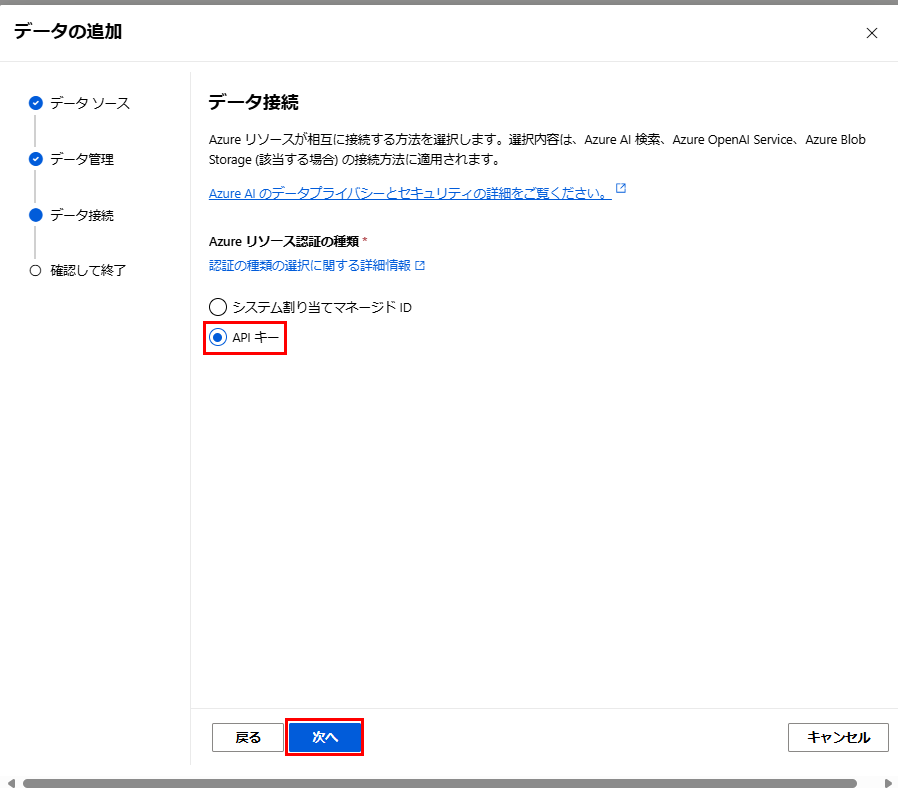 データの追加
データ ソース
データ管理
データ接続
確認して終了
データ接続
Azure リソースが相互に接続する方法を選択します。選択内容は、Azure AI 検索、Azure OpenAI Service、Azure Blob
Storage (該当する場合) の接続方法に適用されます。
Azure AI のデータプライバシーとセキュリティの詳細をご覧ください。
Azure リソース認証の種類 *
認証の種類の選択に関する詳細情報
システム割り当てマネージド ID
API キー
戻る
次へ
キャンセル